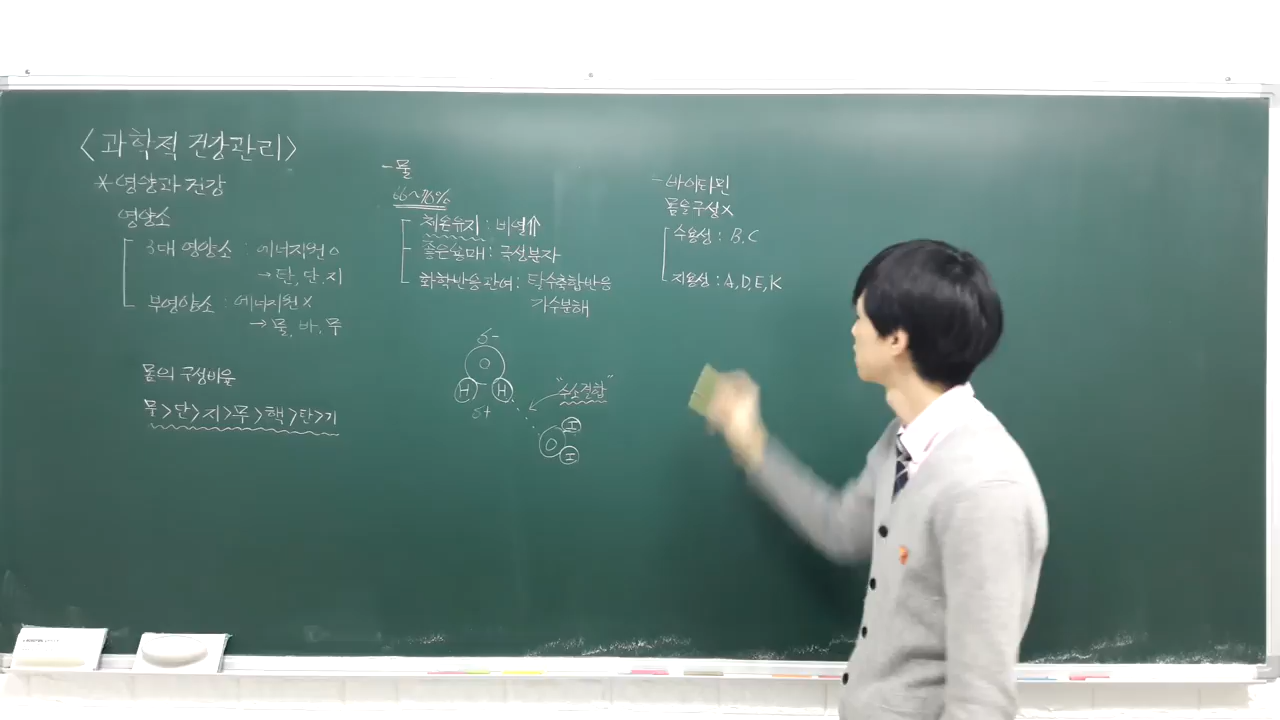 <과학적 건강관리>
*영양과 건강
영양소
3대 영양소 : 에너지원○
→탄,단,지
부영양소 : 에너지원X
→물,바,무
몸의 구성비율
물>단>지>무>핵>탄>기
-물
66~76%
체온유지 : 비열↑
좋은용매 : 극성분자
화학반응관여 : 탈수축합반응
가수분해
δ-
O
H H
δ+
"수소결합"
H
O
H
-바이타민
몸을구성X
수용성 : B,C
지용성 : A,D,E,K